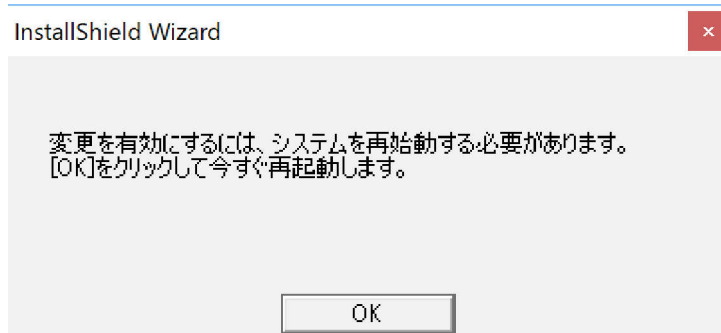 InstallShield Wizard
変更を有効にするには、システムを再始動する必要があります。
[OK]をクリックして今すぐ再起動します。
OK